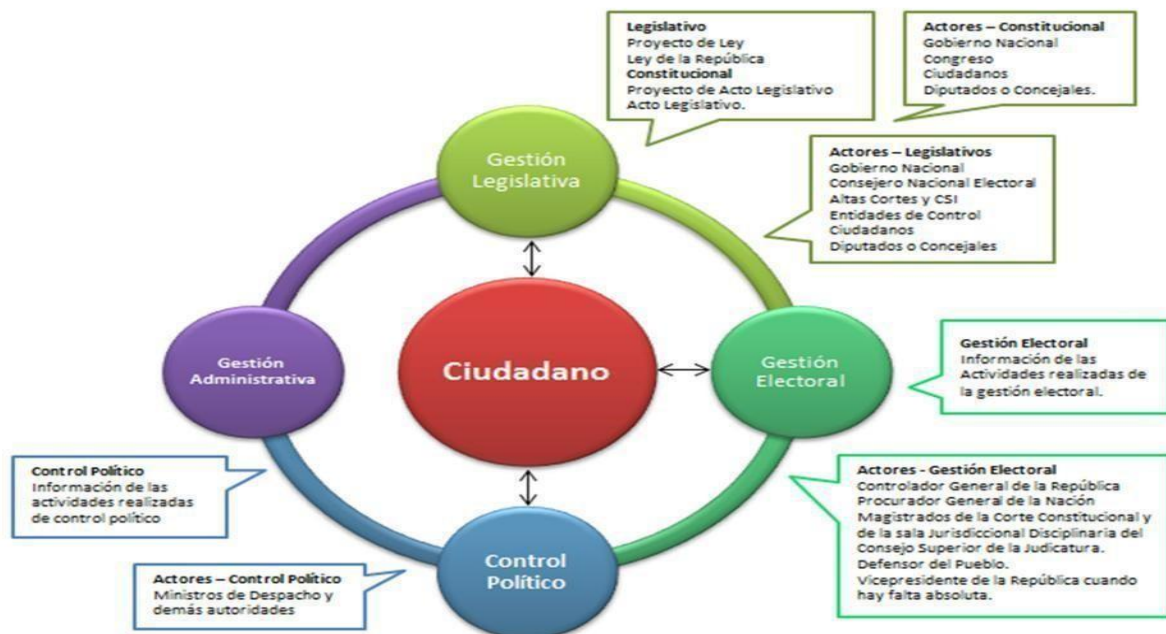 Legislativo
Proyecto de Ley
Ley de la República
Constitucional
Proyecto de Acto Legislativo
Acto Legislativo.
Actores – Constitucional
Gobierno Nacional
Congreso
Ciudadanos
Diputados o Concejales.
Gestión
Legislativa
Actores – Legislativos
Gobierno Nacional
Consejero Nacional Electoral
Altas Cortes y CSI
Entidades de Control
Ciudadanos
Diputados o Concejales
Gestión
Administrativa
Ciudadano
Gestión
Electoral
Gestión Electoral
Información de las
Actividades realizadas de
la gestión electoral.
Control Político
Información de las
actividades realizadas
de control político
Actores - Gestión Electoral
Controlador General de la República
Procurador General de la Nación
Magistrados de la Corte Constitucional y
de la sala Jurisdiccional Disciplinaria del
Consejo Superior de la Judicatura.
Defensor del Pueblo.
Vicepresidente de la República cuando
hay falta absoluta.
Actores – Control Político
Ministros de Despacho y
demás autoridades
Control
Político